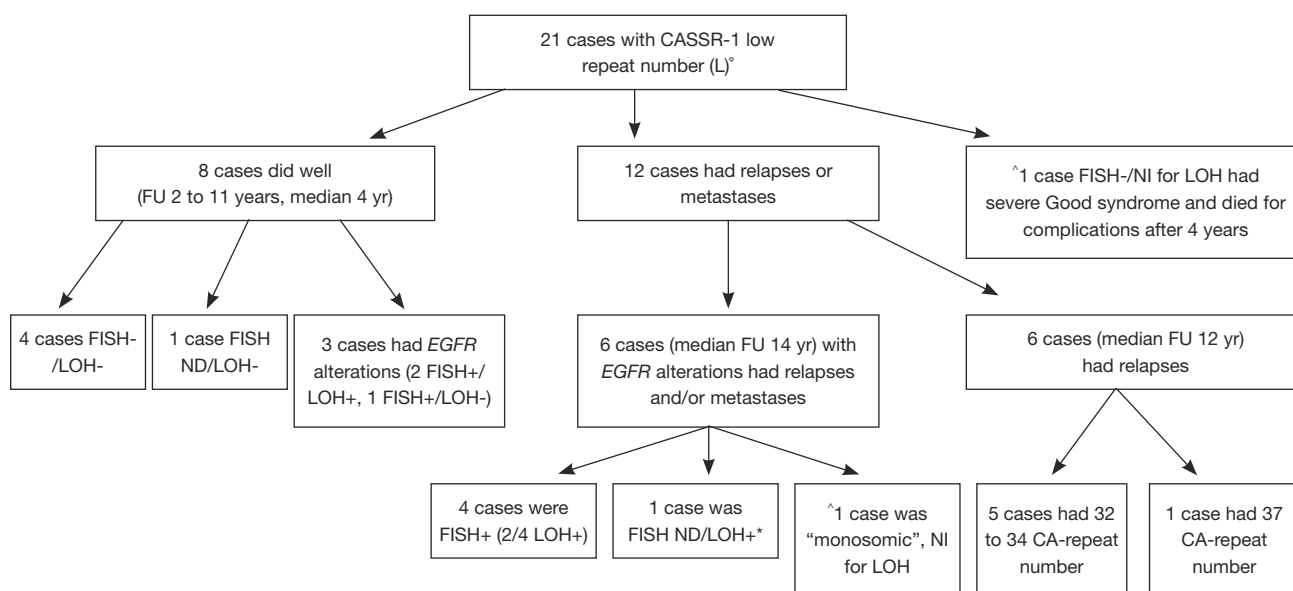 21 cases with CASSR-1 low
repeat number (L)°
8 cases did well
(FU 2 to 11 years, median 4 yr)
12 cases had relapses or
metastases
^1 case FISH-/NI for LOH had
severe Good syndrome and died for
complications after 4 years
4 cases FISH-
/LOH-
1 case FISH
ND/LOH-
3 cases had EGFR
alterations (2 FISH+/
LOH+, 1 FISH+/LOH-)
6 cases (median FU 14 yr) with
EGFR alterations had relapses
and/or metastases
6 cases (median FU 12 yr)
had relapses
4 cases were
FISH+ (2/4 LOH+)
1 case was
FISH ND/LOH+*
^1 case was
“monosomic”, NI
for LOH
5 cases had 32
to 34 CA-repeat
number
1 case had 37
CA-repeat
number